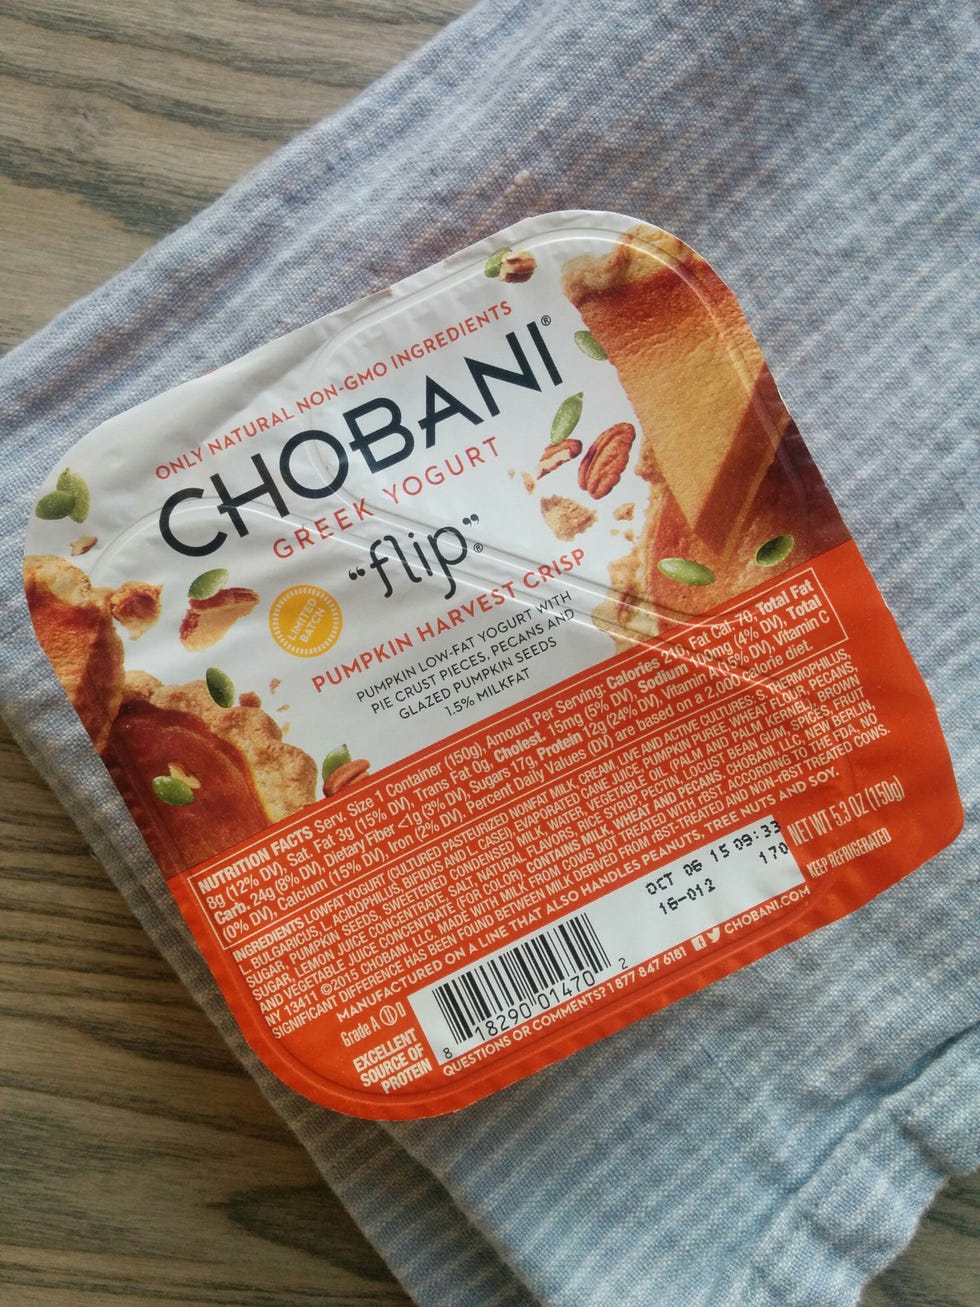 ONLY NATURAL NON-GMO INGREDIENTS
CHOBANI®
GREEK YOGURT
"flip"®
LIMITED
BATCH
PUMPKIN HARVEST CRISP
PUMPKIN LOW-FAT YOGURT WITH
PIE CRUST PIECES, PECANS AND
GLAZED PUMPKIN SEEDS
1.5% MILKFAT
NUTRITION FACTS Serv. Size 1 Container (150g), Amount Per Serving: Calories 210, Fat Cal 70, Total Fat
8g (12% DV), Sat. Fat 3g (15% DV), Trans Fat 0g, Cholest. 15mg (5% DV), Sodium 100mg (4% DV), Total
Carb. 24g (8% DV), Dietary Fiber <1g (3% DV), Sugars 17g, Protein 12g (24% DV), Vitamin A (15% DV), Vitamin C
(0% DV), Calcium (15% DV), Iron (2% DV), Percent Daily Values (DV) are based on a 2,000 calorie diet.
INGREDIENTS LOWFAT YOGURT (CULTURED PASTEURIZED NONFAT MILK, CREAM, LIVE AND ACTIVE CULTURES: S. THERMOPHILUS,
L. BULGARICUS, L. ACIDOPHILUS, BIFIDUS AND L. CASEI), EVAPORATED CANE JUICE, PUMPKIN PUREE, WHEAT FLOUR, PECANS,
SUGAR, PUMPKIN SEEDS, SWEETENED CONDENSED MILK, WATER, VEGETABLE OIL (PALM AND PALM KERNEL), BROWN
SUGAR, LEMON JUICE CONCENTRATE, SALT, NATURAL FLAVORS, RICE SYRUP, PECTIN, LOCUST BEAN GUM, SPICES, FRUIT
AND VEGETABLE JUICE CONCENTRATE (FOR COLOR). CONTAINS MILK, WHEAT AND PECANS. CHOBANI, LLC, NEW BERLIN
NY 13411 ©2015 CHOBANI, LLC. MADE WITH MILK FROM COWS NOT TREATED WITH rBST. ACCORDING TO THE FDA, NO
SIGNIFICANT DIFFERENCE HAS BEEN FOUND BETWEEN MILK DERIVED FROM rBST-TREATED AND NON-rBST TREATED COWS.
MANUFACTURED ON A LINE THAT ALSO HANDLES PEANUTS, TREE NUTS AND SOY.
Grade A
EXCELLENT
SOURCE OF
PROTEIN
8 18290 01470 2
OCT 06 15 09:33
16-012 170
NET WT 5.3 OZ (150g)
KEEP REFRIGERATED
QUESTIONS OR COMMENTS? 1 877 847 6181 CHOBANI.COM